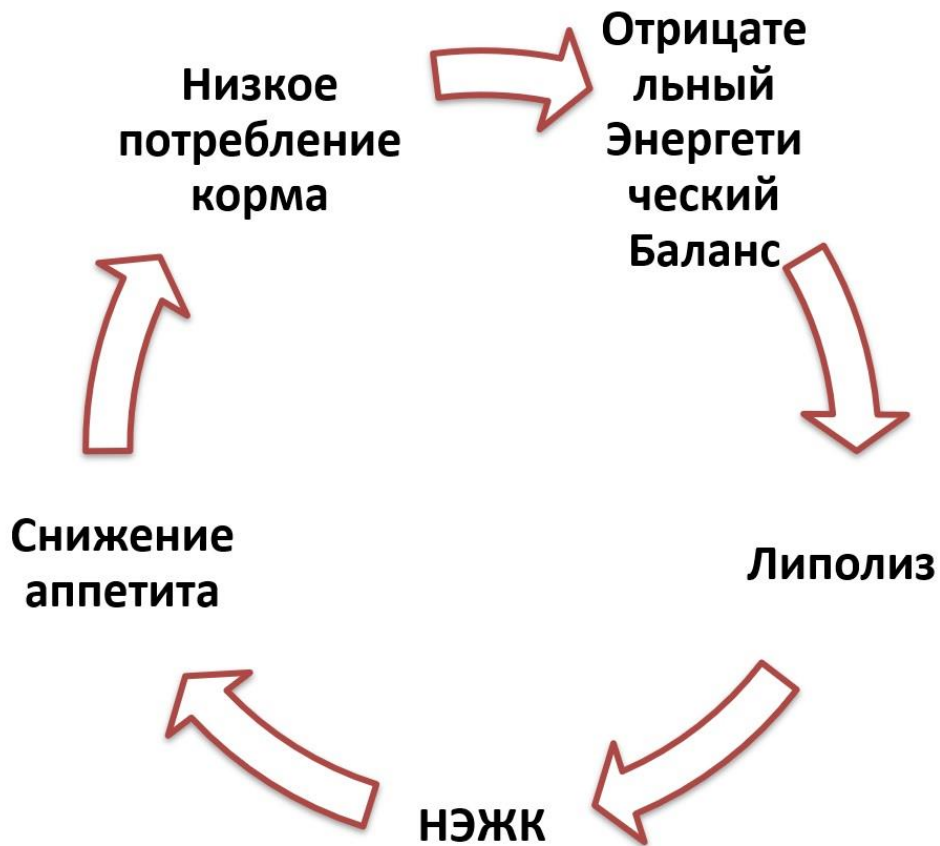 Низкое
потребление
корма
Отрицате
льный
Энергети
ческий
Баланс
Липолиз
НЭЖК
Снижение
аппетита